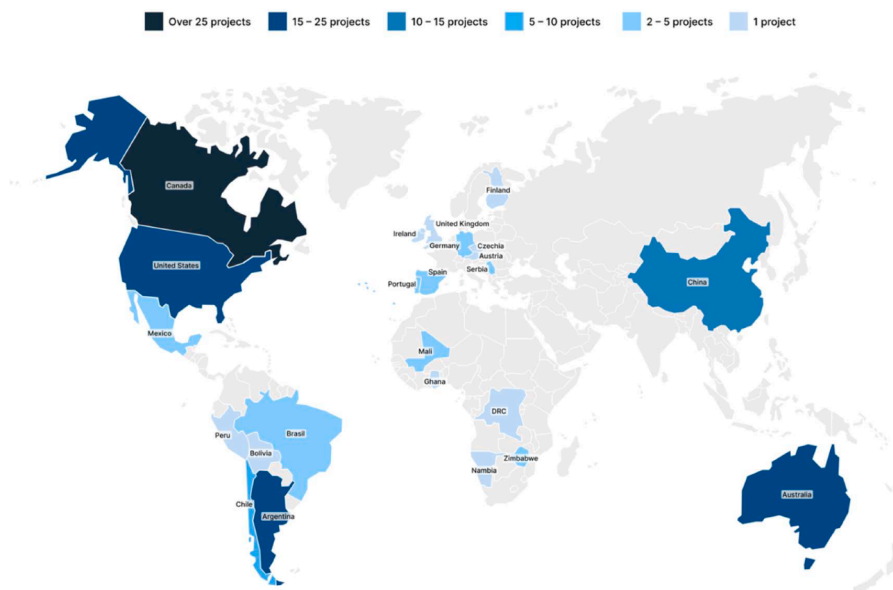 Over 25 projects
15 – 25 projects
10 – 15 projects
5 – 10 projects
2 – 5 projects
1 project
Canada
United States
Mexico
Peru
Brasil
Bolivia
Chile
Argentina
Finland
United Kingdom
Ireland
Germany
Czechia
Austria
Spain
Serbia
Portugal
Mali
Ghana
DRC
Zimbabwe
Nambia
China
Australia